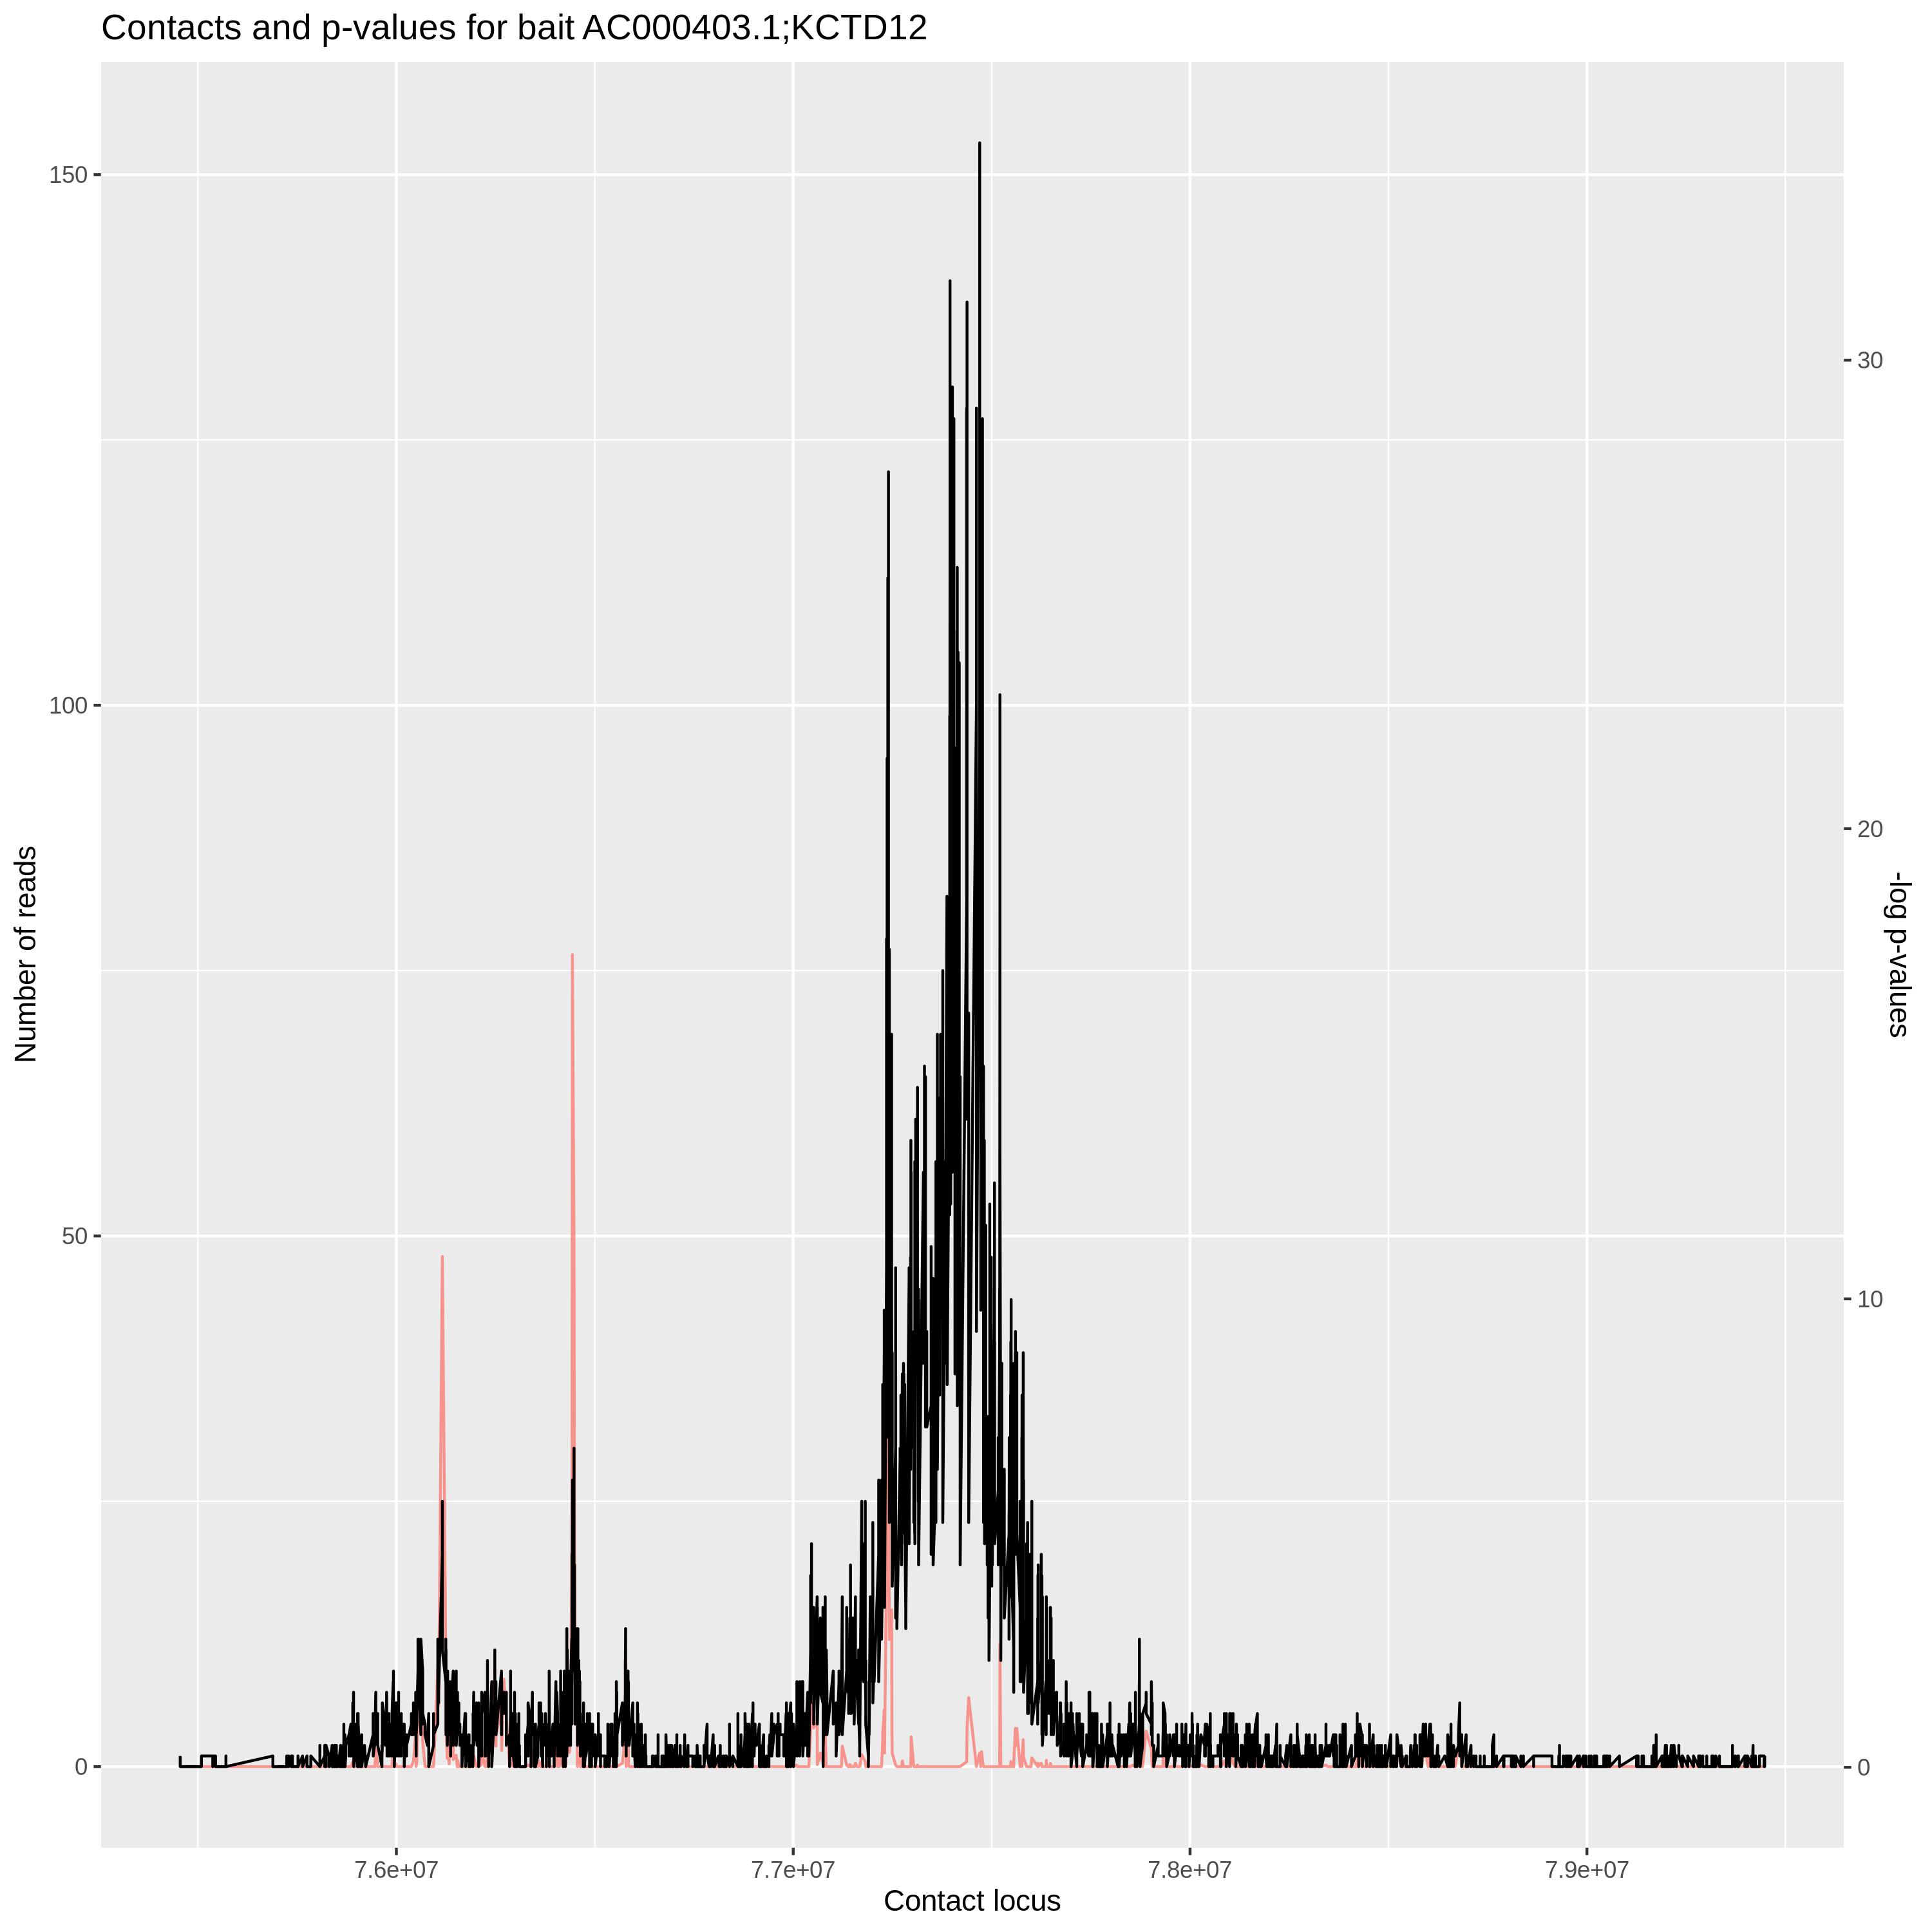 Contacts and p-values for bait AC000403.1;KCTD12
150
100
50
0
30
20
10
0
Number of reads
-log p-values
7.6e+07
7.7e+07
7.8e+07
7.9e+07
Contact locus